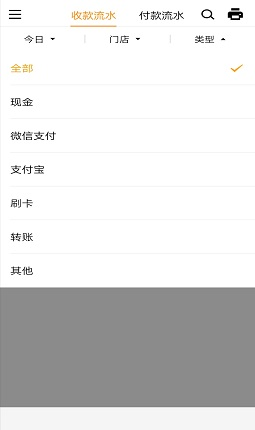 收款流水 付款流水
今日 门店 类型
全部
现金
微信支付
支付宝
刷卡
转账
其他